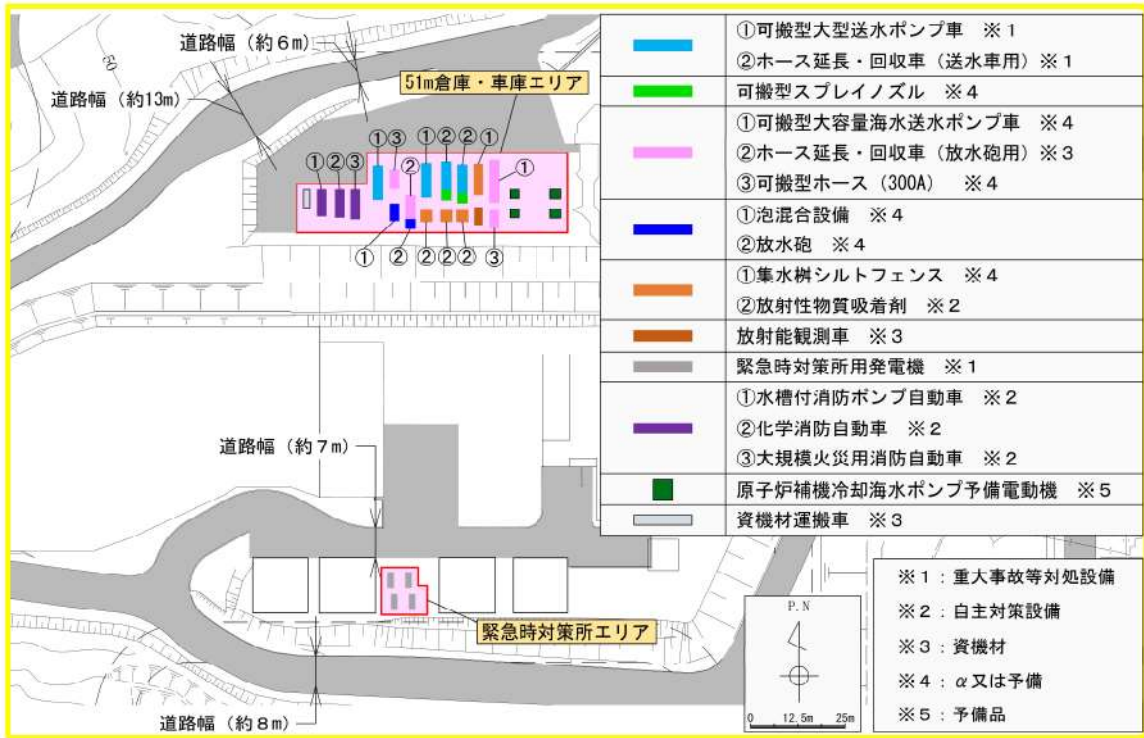 道路幅（約６ｍ）
50
道路幅（約13m）
51m倉庫・車庫エリア
①③①②②①
①②③
②
①
①②②②②③
道路幅（約７ｍ）
緊急時対策所エリア
道路幅（約８ｍ）
①可搬型大型送水ポンプ車　※１
②ホース延長・回収車（送水車用）※１
可搬型スプレイノズル　※４
①可搬型大容量海水送水ポンプ車　※４
②ホース延長・回収車（放水砲用）※３
③可搬型ホース（300A）　※４
①泡混合設備　※４
②放水砲　※４
①集水桝シルトフェンス　※４
②放射性物質吸着剤　※２
放射能観測車　※３
緊急時対策所用発電機　※１
①水槽付消防ポンプ自動車　※２
②化学消防自動車　※２
③大規模火災用消防自動車　※２
原子炉補機冷却海水ポンプ予備電動機　※５
資機材運搬車　※３
P.N
0　12.5m　25m
※１：重大事故等対処設備
※２：自主対策設備
※３：資機材
※４：α又は予備
※５：予備品